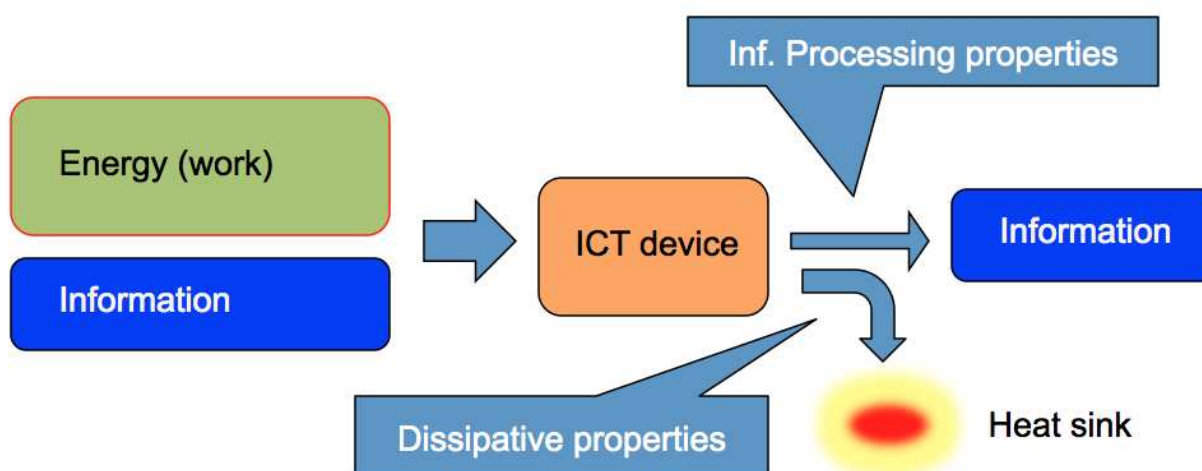 Inf. Processing properties
Energy (work)
Information
ICT device
Information
Dissipative properties
Heat sink